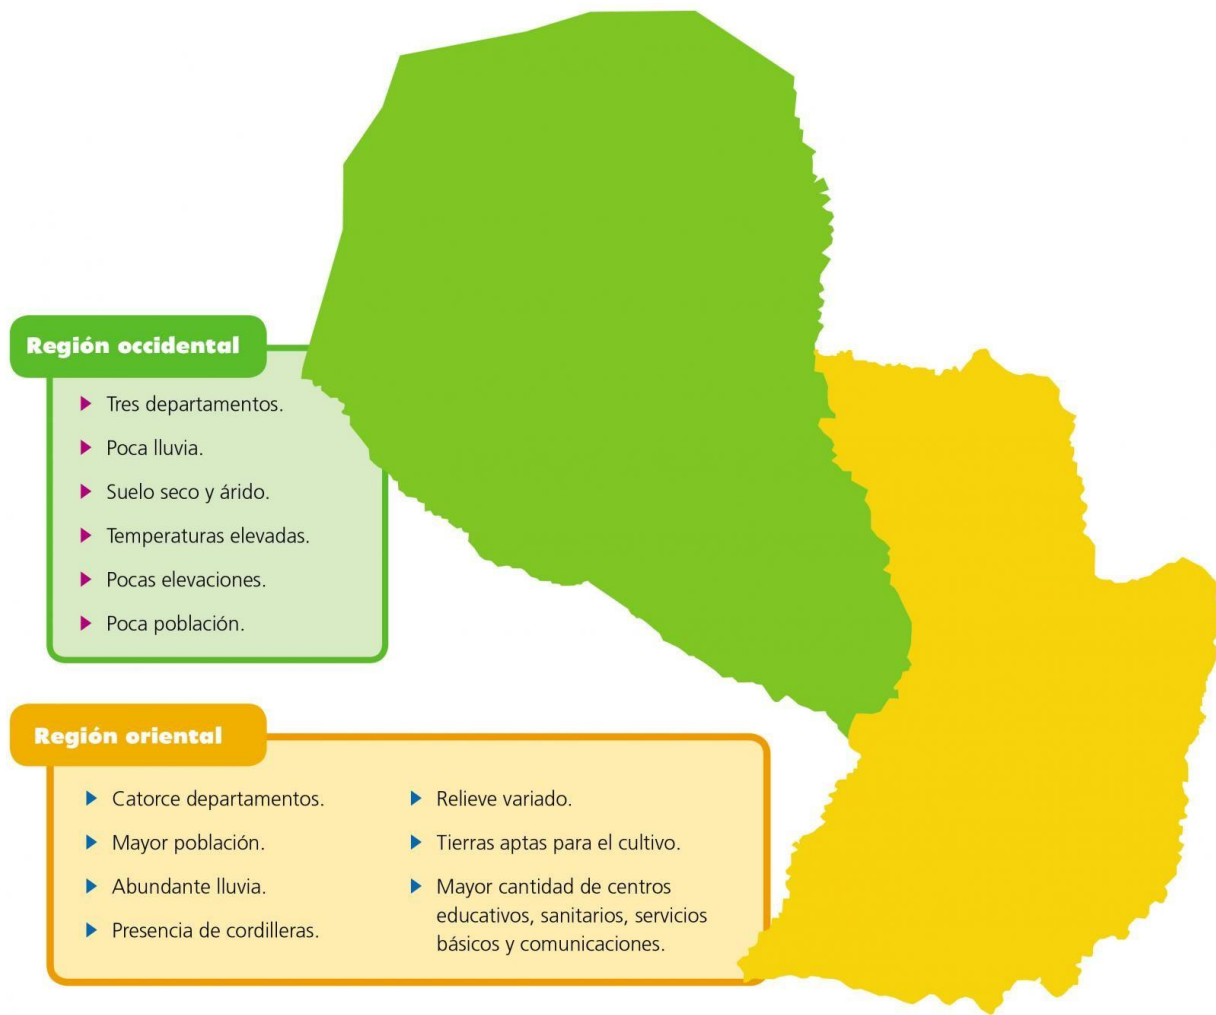 Región occidental
Tres departamentos.
Poca lluvia.
Suelo seco y árido.
Temperaturas elevadas.
Pocas elevaciones.
Poca población.
Región oriental
Catorce departamentos.
Mayor población.
Abundante lluvia.
Presencia de cordilleras.
Relieve variado.
Tierras aptas para el cultivo.
Mayor cantidad de centros
educativos, sanitarios, servicios
básicos y comunicaciones.